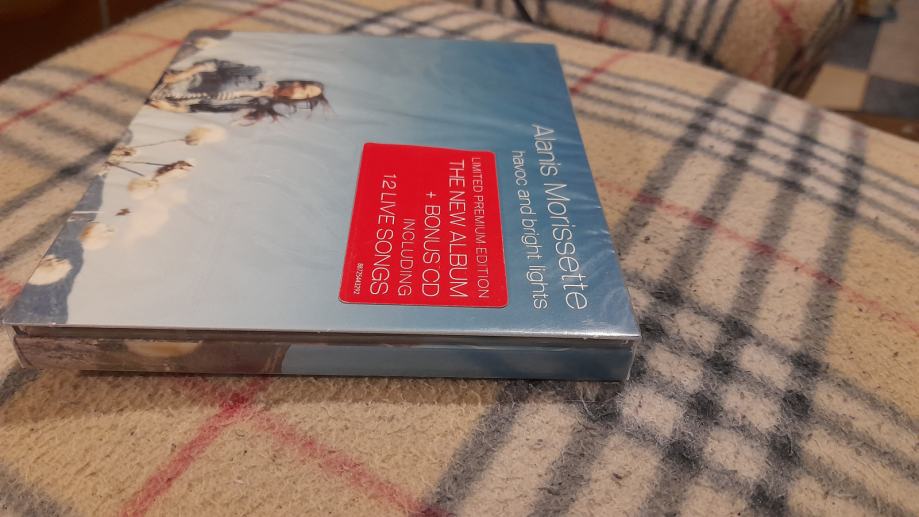 Alanis Morissette
havoc and bright lights
LIMITED PREMIUM EDITION
THE NEW ALBUM
+ BONUS CD
INCLUDING
12 LIVE SONGS